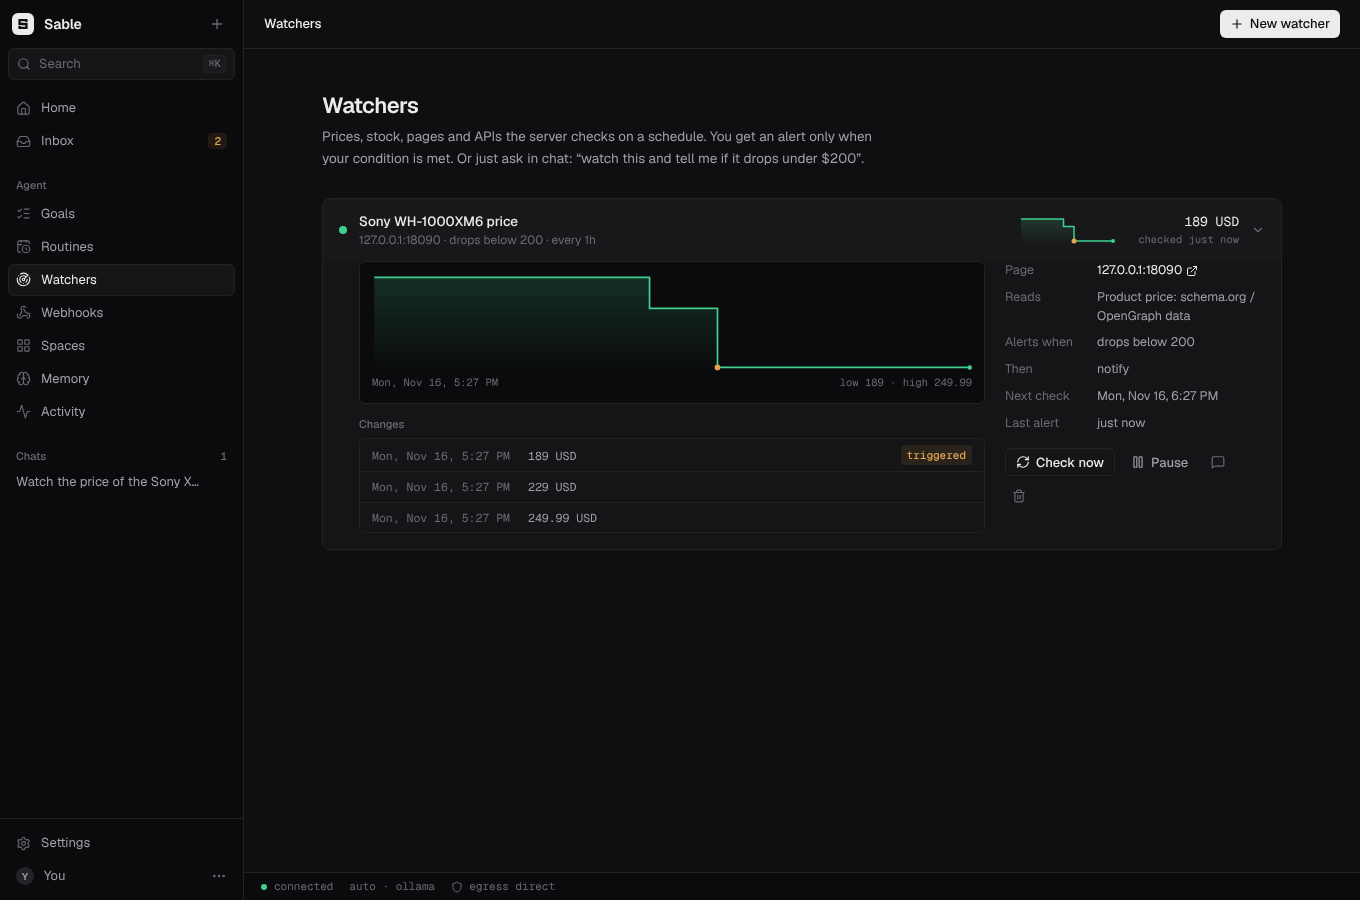 Sable
Search
⌘K
Home
Inbox
2
Agent
Goals
Routines
Watchers
Webhooks
Spaces
Memory
Activity
Chats
1
Watch the price of the Sony X...
Settings
Y
You
Watchers
New watcher
Watchers
Prices, stock, pages and APIs the server checks on a schedule. You get an alert only when
your condition is met. Or just ask in chat: “watch this and tell me if it drops under $200”.
Sony WH-1000XM6 price
127.0.0.1:18090 · drops below 200 · every 1h
189 USD
checked just now
Mon, Nov 16, 5:27 PM
low 189 · high 249.99
Changes
Mon, Nov 16, 5:27 PM 189 USD triggered
Mon, Nov 16, 5:27 PM 229 USD
Mon, Nov 16, 5:27 PM 249.99 USD
Page 127.0.0.1:18090
Reads Product price: schema.org /
OpenGraph data
Alerts when drops below 200
Then notify
Next check Mon, Nov 16, 6:27 PM
Last alert just now
Check now
Pause
connected auto · ollama egress direct